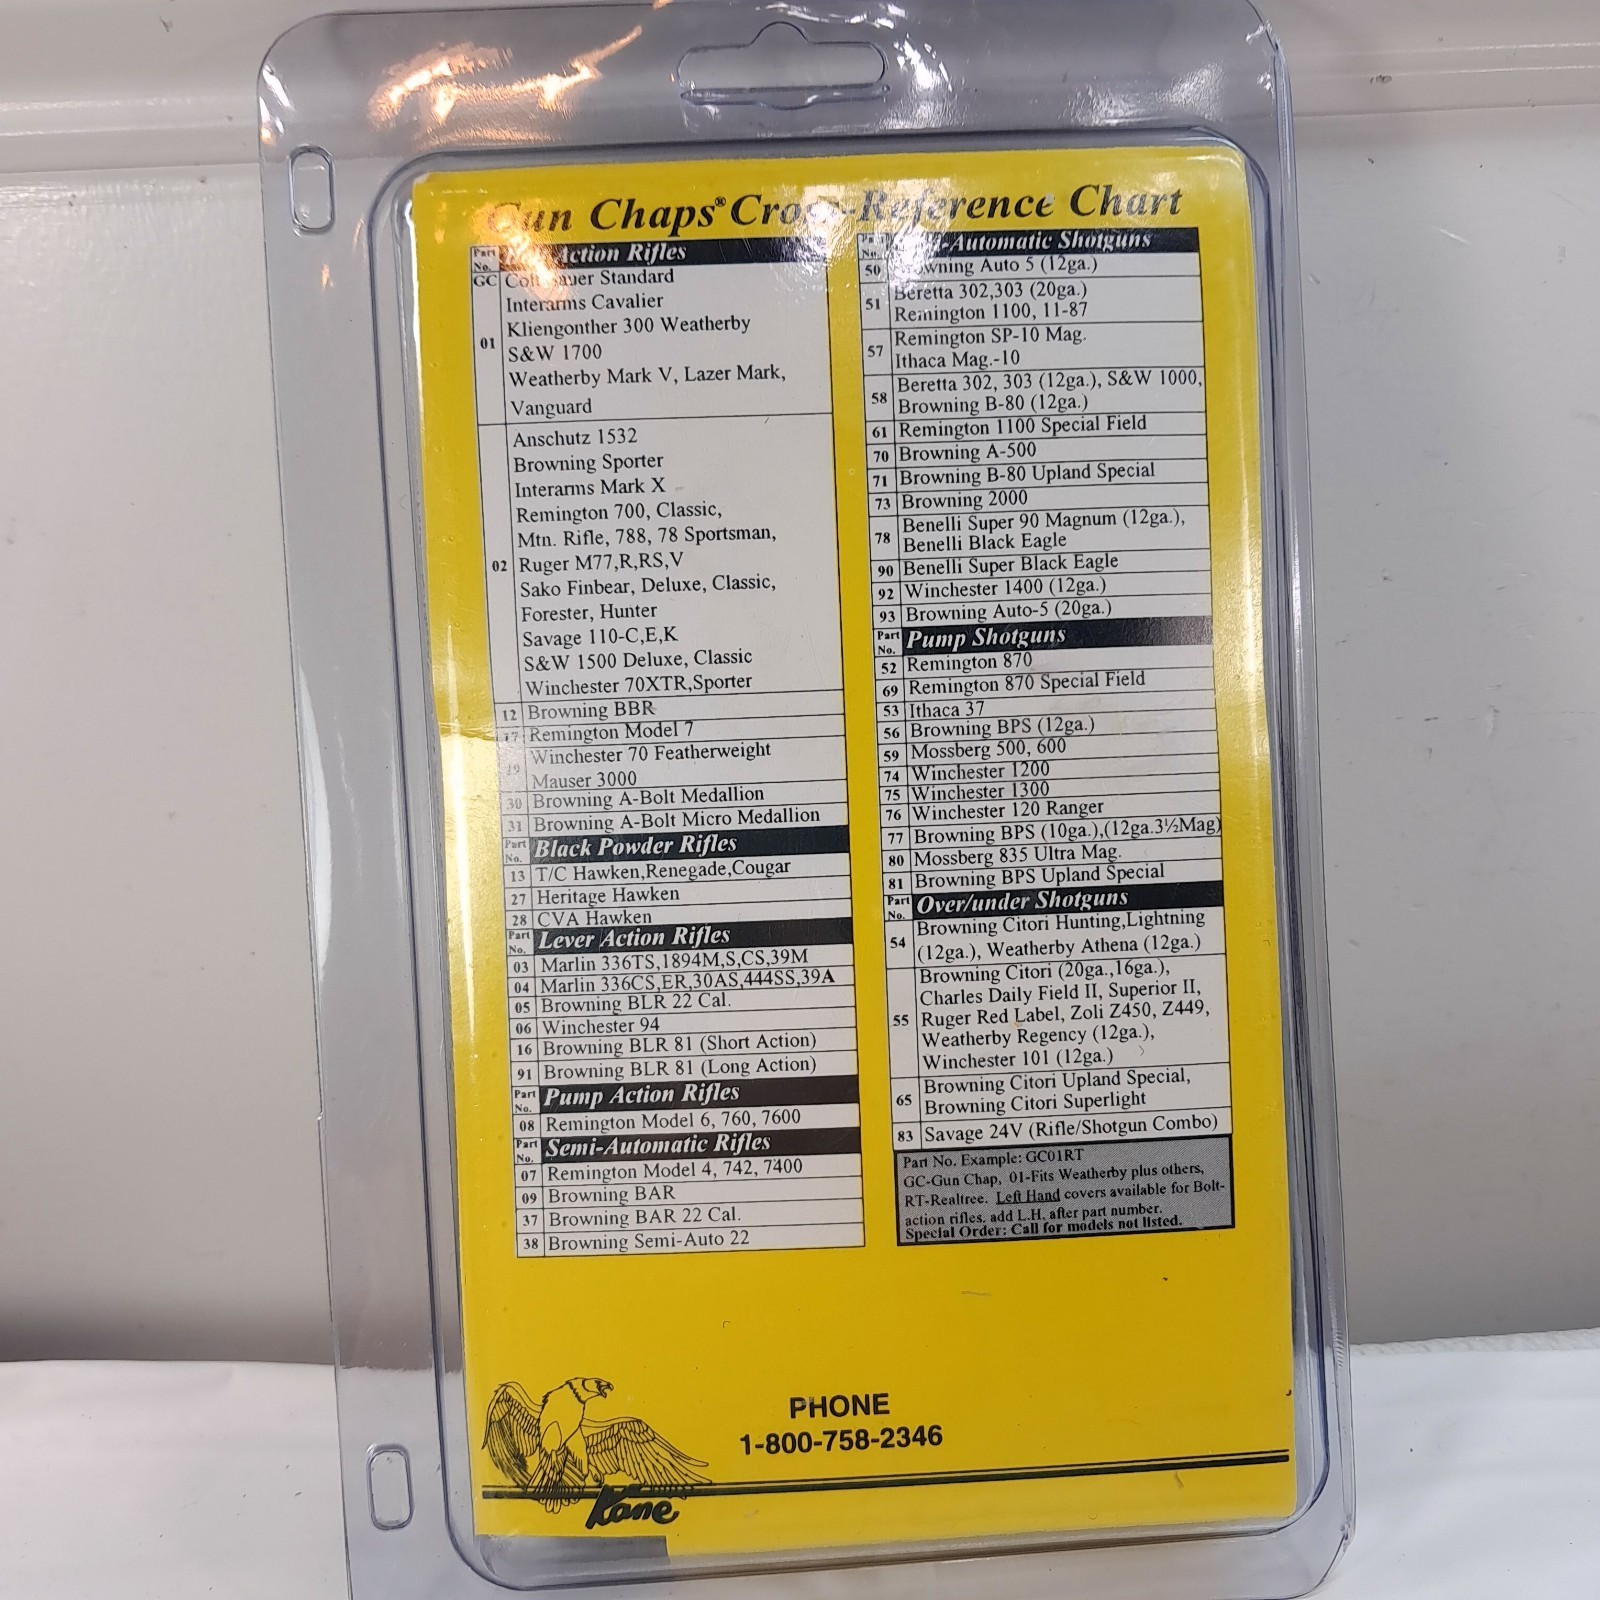 Gun Chaps® Cross-Reference Chart
Part No. Action Rifles
GC
01
Colt Sauer Standard
Interarms Cavalier
Kliengonther 300 Weatherby
S&W 1700
Weatherby Mark V, Lazer Mark,
Vanguard
02
Anschutz 1532
Browning Sporter
Interarms Mark X
Remington 700, Classic,
Mtn. Rifle, 788, 78 Sportsman,
Ruger M77,R,RS,V
Sako Finbear, Deluxe, Classic,
Forester, Hunter
Savage 110-C,E,K
S&W 1500 Deluxe, Classic
Winchester 70XTR,Sporter
12 Browning BBR
17 Remington Model 7
19 Winchester 70 Featherweight
Mauser 3000
30 Browning A-Bolt Medallion
31 Browning A-Bolt Micro Medallion
Part No. Black Powder Rifles
13 T/C Hawken,Renegade,Cougar
27 Heritage Hawken
28 CVA Hawken
Part No. Lever Action Rifles
03 Marlin 336TS,1894M,S,CS,39M
04 Marlin 336CS,ER,30AS,444SS,39A
05 Browning BLR 22 Cal.
06 Winchester 94
16 Browning BLR 81 (Short Action)
91 Browning BLR 81 (Long Action)
Part No. Pump Action Rifles
08 Remington Model 6, 760, 7600
Part No. Semi-Automatic Rifles
07 Remington Model 4, 742, 7400
09 Browning BAR
37 Browning BAR 22 Cal.
38 Browning Semi-Auto 22
Part No. Semi-Automatic Shotguns
50 Browning Auto 5 (12ga.)
51 Beretta 302,303 (20ga.)
Remington 1100, 11-87
57 Remington SP-10 Mag.
Ithaca Mag.-10
58 Beretta 302, 303 (12ga.), S&W 1000,
Browning B-80 (12ga.)
61 Remington 1100 Special Field
70 Browning A-500
71 Browning B-80 Upland Special
73 Browning 2000
78 Benelli Super 90 Magnum (12ga.),
Benelli Black Eagle
90 Benelli Super Black Eagle
92 Winchester 1400 (12ga.)
93 Browning Auto-5 (20ga.)
Part No. Pump Shotguns
52 Remington 870
69 Remington 870 Special Field
53 Ithaca 37
56 Browning BPS (12ga.)
59 Mossberg 500, 600
74 Winchester 1200
75 Winchester 1300
76 Winchester 120 Ranger
77 Browning BPS (10ga.),(12ga.3½Mag)
80 Mossberg 835 Ultra Mag.
81 Browning BPS Upland Special
Part No. Over/under Shotguns
54 Browning Citori Hunting,Lightning
(12ga.), Weatherby Athena (12ga.)
55 Browning Citori (20ga.,16ga.),
Charles Daily Field II, Superior II,
Ruger Red Label, Zoli Z450, Z449,
Weatherby Regency (12ga.),
Winchester 101 (12ga.)
65 Browning Citori Upland Special,
Browning Citori Superlight
83 Savage 24V (Rifle/Shotgun Combo)
Part No. Example: GC01RT
GC-Gun Chap, 01-Fits Weatherby plus others,
RT-Realtree. Left Hand covers available for Bolt-
action rifles, add L.H. after part number.
Special Order: Call for models not listed.
PHONE
1-800-758-2346
Kane